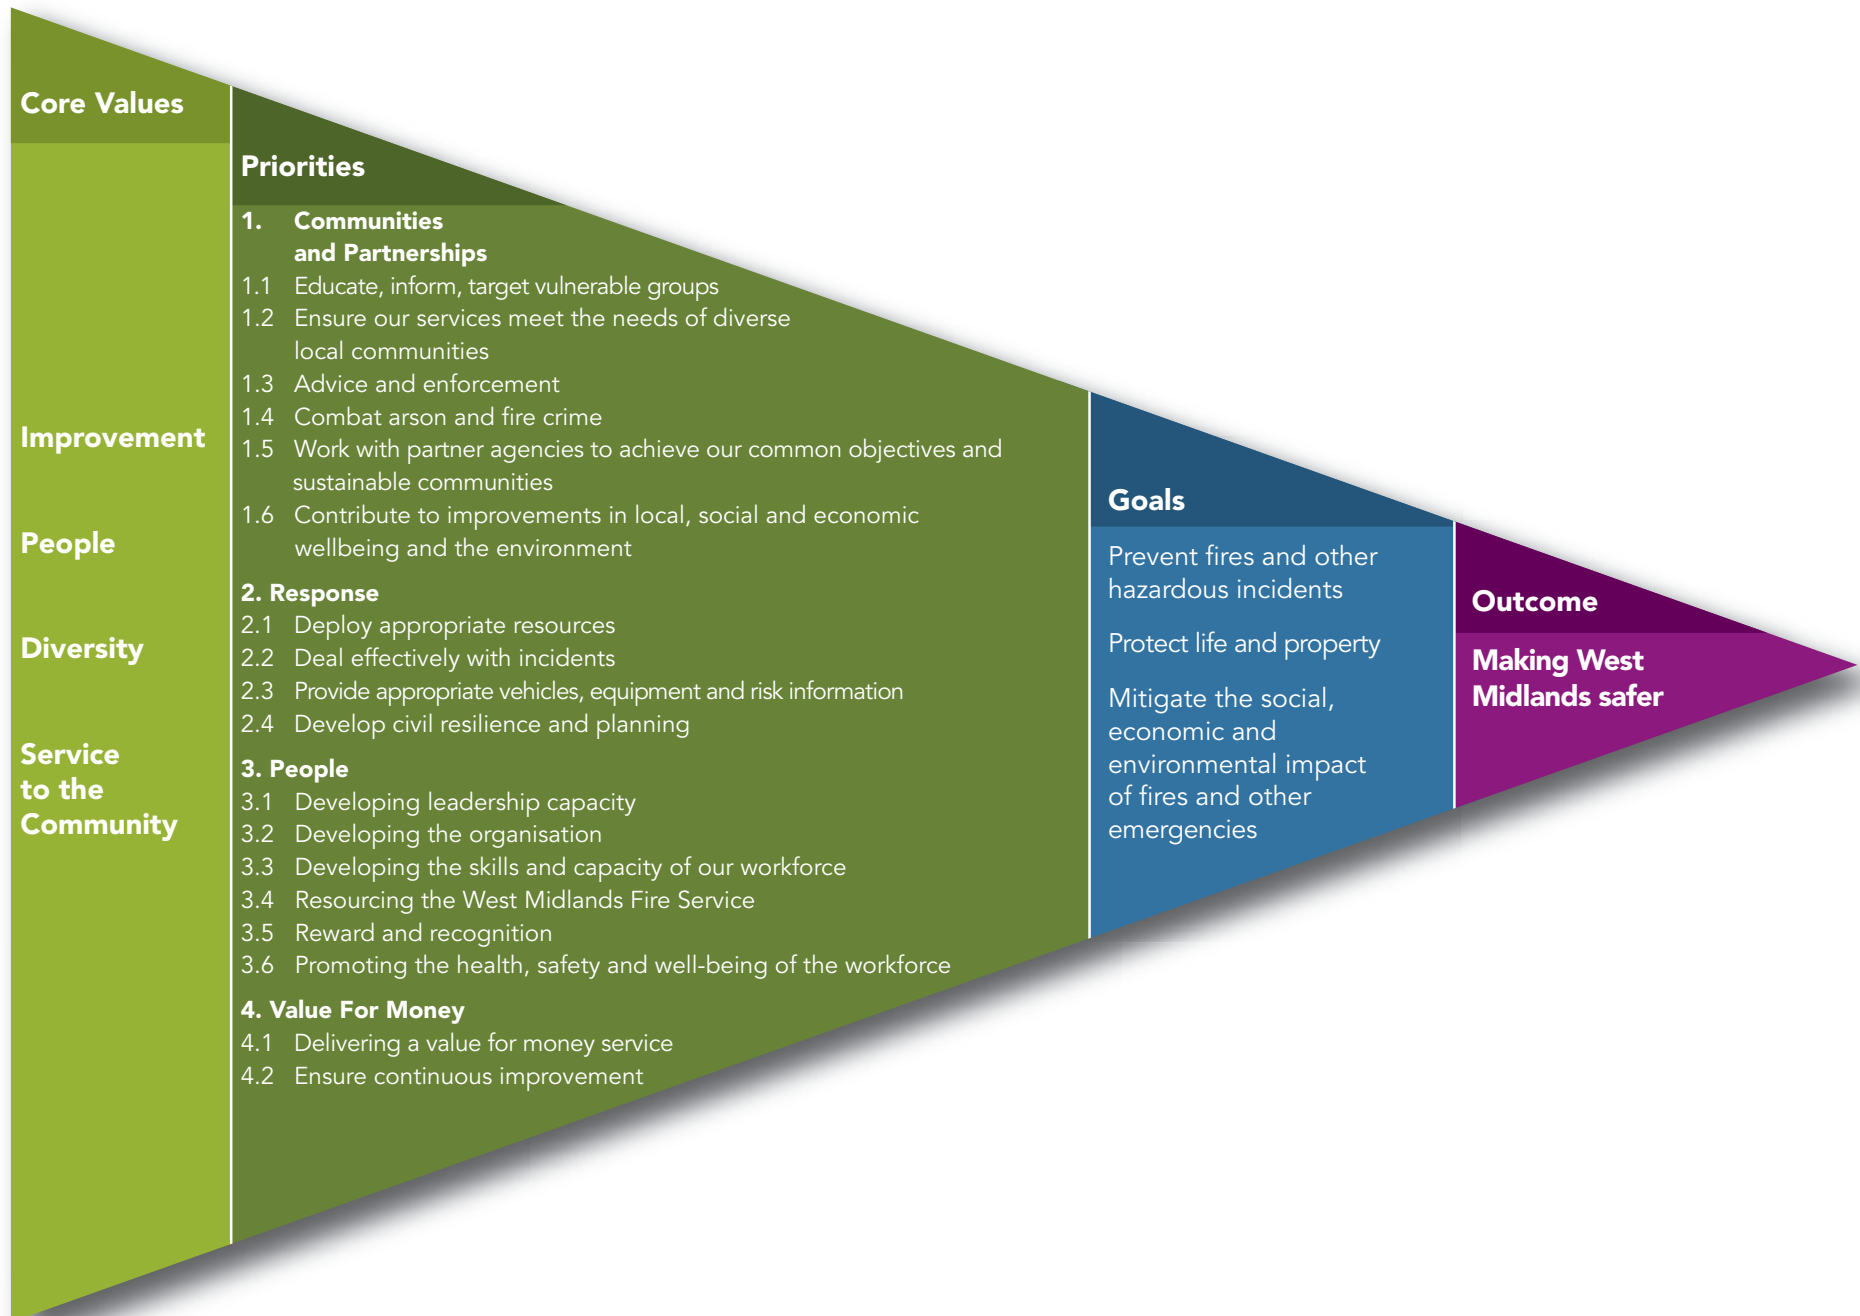 Core Values
Improvement
People
Diversity
Service
to the
Community
Priorities
1. Communities
and Partnerships
1.1 Educate, inform, target vulnerable groups
1.2 Ensure our services meet the needs of diverse
local communities
1.3 Advice and enforcement
1.4 Combat arson and fire crime
1.5 Work with partner agencies to achieve our common objectives and
sustainable communities
1.6 Contribute to improvements in local, social and economic
wellbeing and the environment
2. Response
2.1 Deploy appropriate resources
2.2 Deal effectively with incidents
2.3 Provide appropriate vehicles, equipment and risk information
2.4 Develop civil resilience and planning
3. People
3.1 Developing leadership capacity
3.2 Developing the organisation
3.3 Developing the skills and capacity of our workforce
3.4 Resourcing the West Midlands Fire Service
3.5 Reward and recognition
3.6 Promoting the health, safety and well-being of the workforce
4. Value For Money
4.1 Delivering a value for money service
4.2 Ensure continuous improvement
Goals
Prevent fires and other
hazardous incidents
Protect life and property
Mitigate the social,
economic and
environmental impact
of fires and other
emergencies
Outcome
Making West
Midlands safer